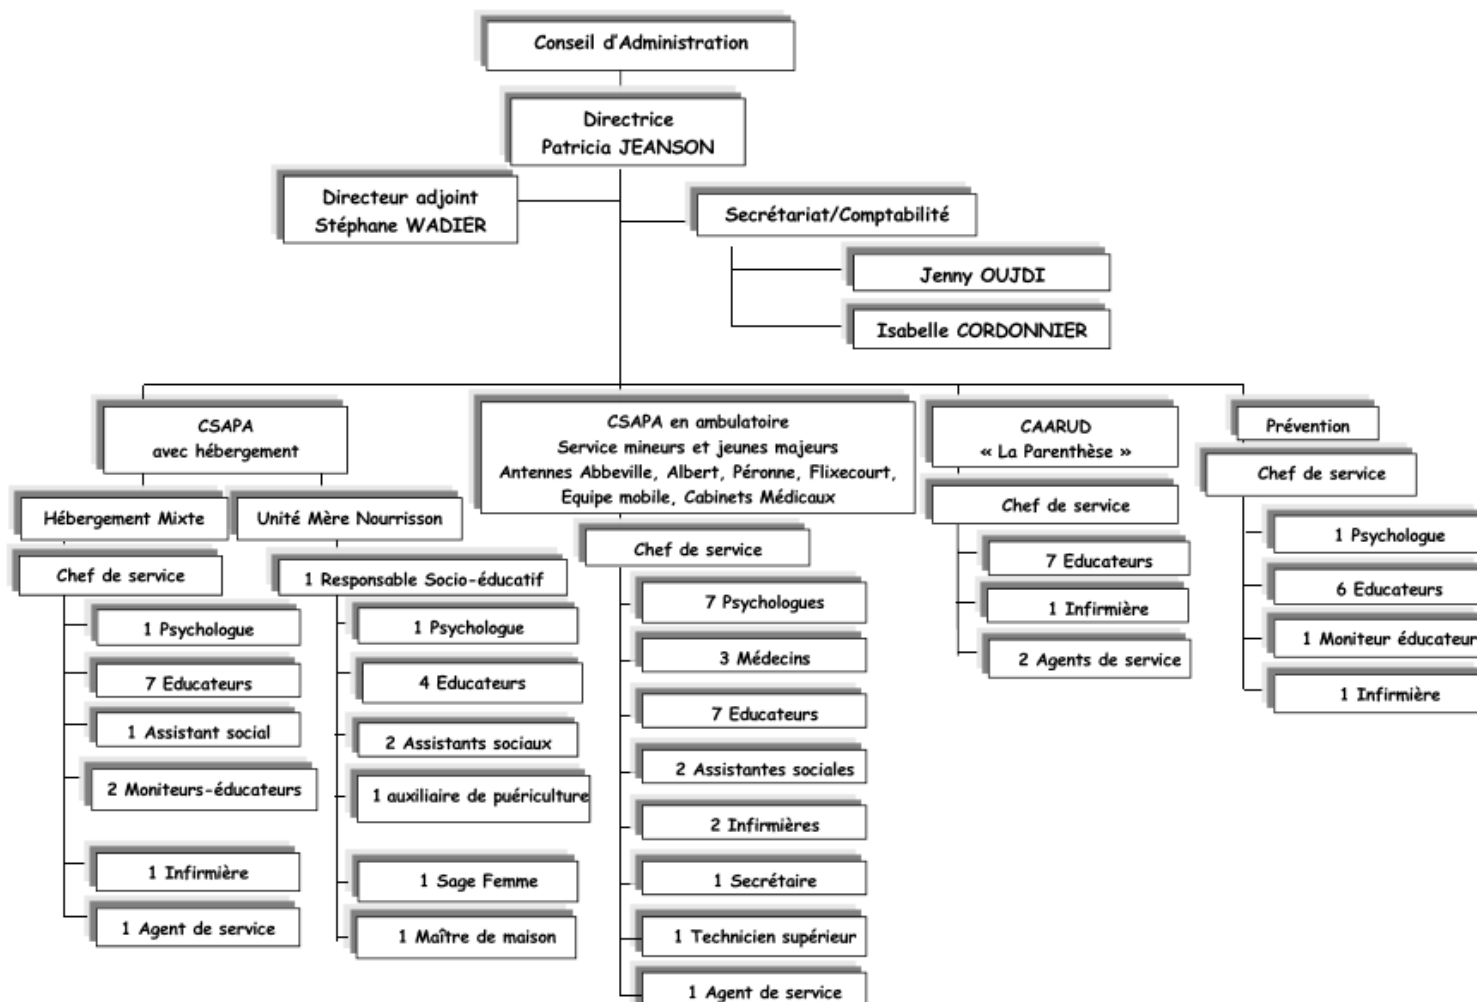 Conseil d'Administration
Directrice
Patricia JEANSON
Directeur adjoint
Stéphane WADIER
Secrétariat/Comptabilité
Jenny OUJDI
Isabelle CORDONNIER
CSAPA
avec hébergement
Hébergement Mixte
Chef de service
1 Psychologue
7 Educateurs
1 Assistant social
2 Moniteurs-éducateurs
1 Infirmière
1 Agent de service
Unité Mère Nourrisson
1 Responsable Socio-éducatif
1 Psychologue
4 Educateurs
2 Assistants sociaux
1 auxiliaire de puériculture
1 Sage Femme
1 Maître de maison
CSAPA en ambulatoire
Service mineurs et jeunes majeurs
Antennes Abbeville, Albert, Péronne, Flixecourt,
Equipe mobile, Cabinets Médicaux
Chef de service
7 Psychologues
3 Médecins
7 Educateurs
2 Assistantes sociales
2 Infirmières
1 Secrétaire
1 Technicien supérieur
1 Agent de service
CAARUD
« La Parenthèse »
Chef de service
7 Educateurs
1 Infirmière
2 Agents de service
Prévention
Chef de service
1 Psychologue
6 Educateurs
1 Moniteur éducateur
1 Infirmière